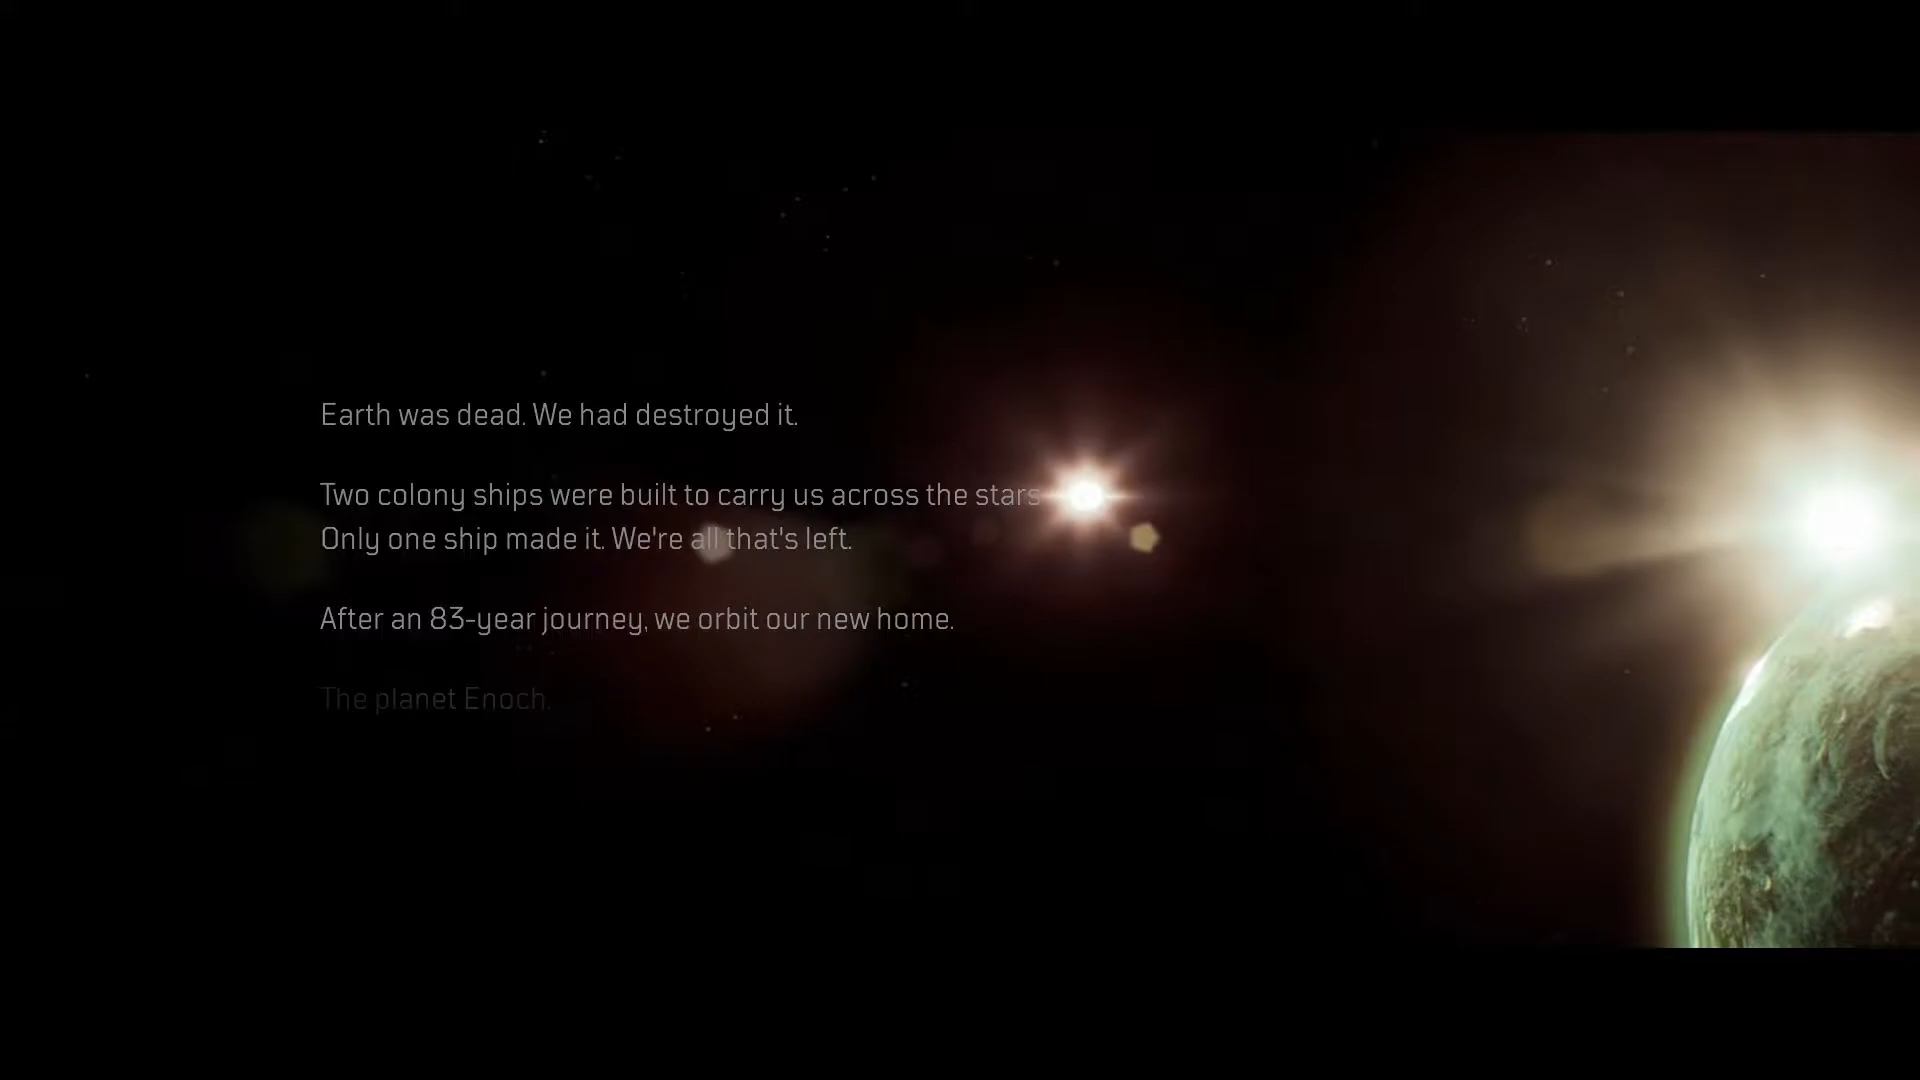 Earth was dead. We had destroyed it.
Two colony ships were built to carry us across the stars
Only one ship made it. We're all that's left.
After an 83-year journey, we orbit our new home.
The planet Enoch.